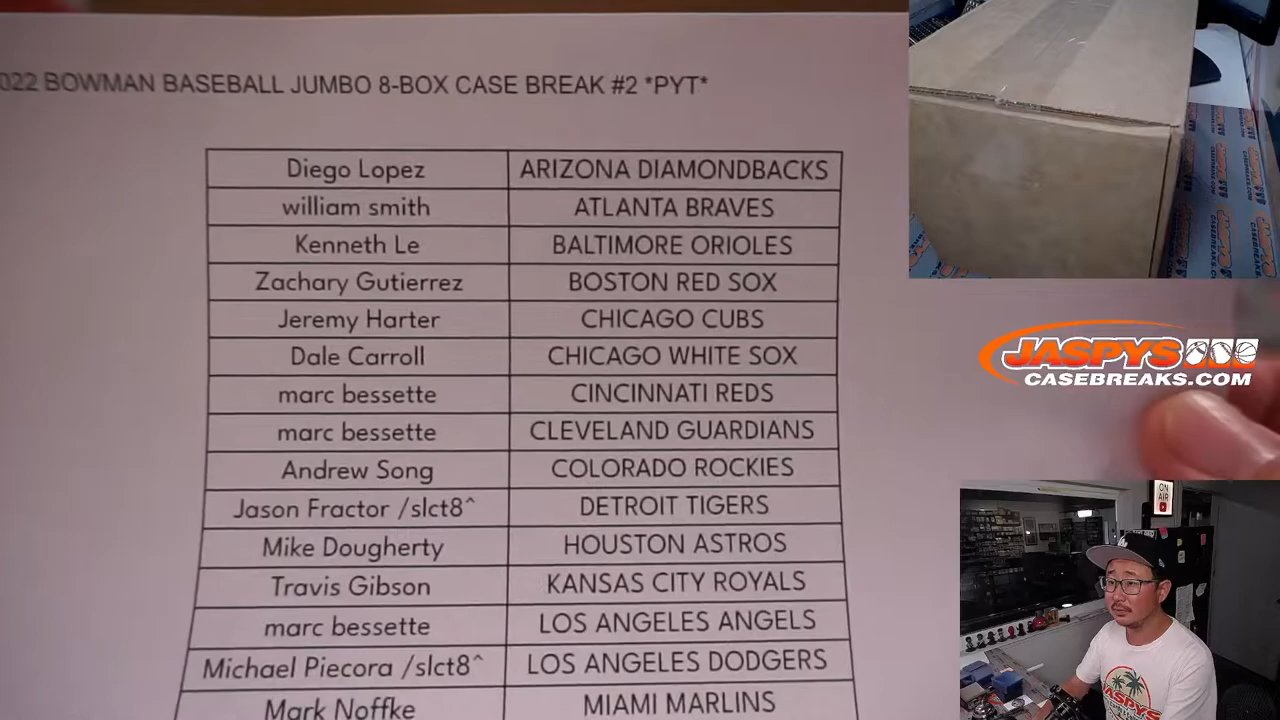 022 BOWMAN BASEBALL JUMBO 8-BOX CASE BREAK #2 *PYT*
Diego Lopez ARIZONA DIAMONDBACKS
william smith ATLANTA BRAVES
Kenneth Le BALTIMORE ORIOLES
Zachary Gutierrez BOSTON RED SOX
Jeremy Harter CHICAGO CUBS
Dale Carroll CHICAGO WHITE SOX
marc bessette CINCINNATI REDS
marc bessette CLEVELAND GUARDIANS
Andrew Song COLORADO ROCKIES
Jason Fractor /slct8^ DETROIT TIGERS
Mike Dougherty HOUSTON ASTROS
Travis Gibson KANSAS CITY ROYALS
marc bessette LOS ANGELES ANGELS
Michael Piecora /slct8^ LOS ANGELES DODGERS
Mark Noffke MIAMI MARLINS
JASPYS
CASEBREAKS.COM
ON
AIR
JASPYS